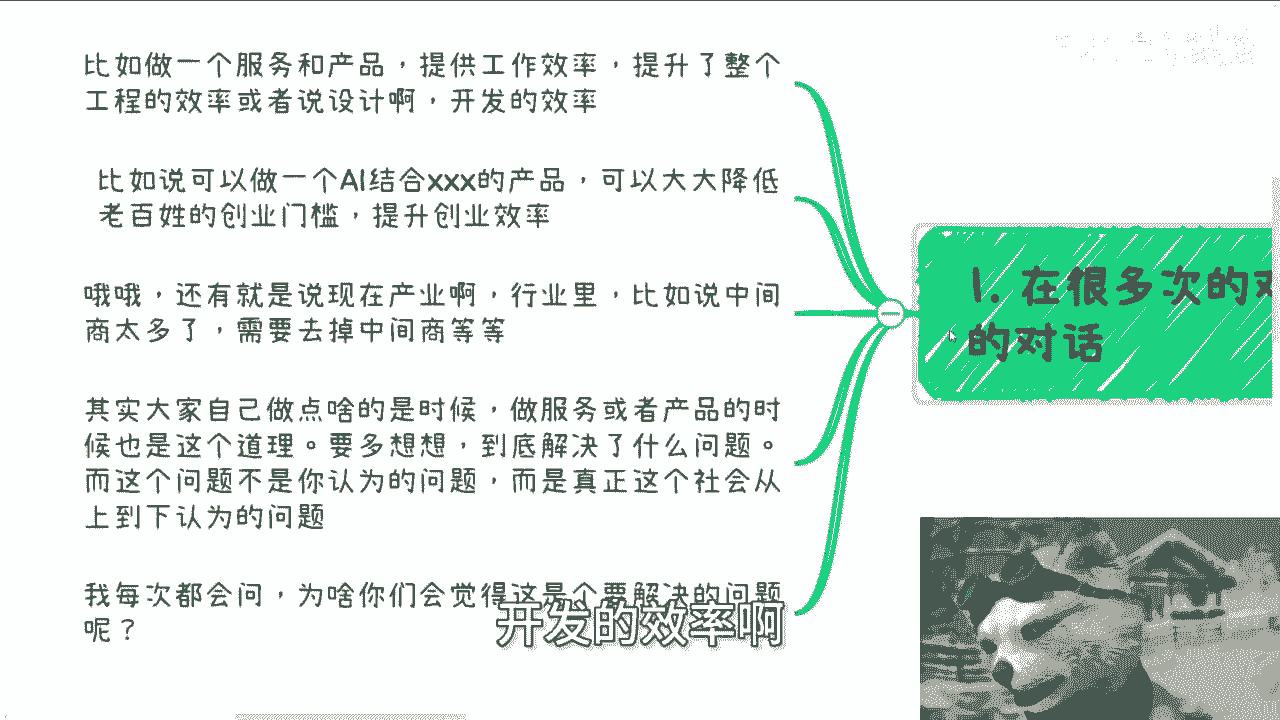 比如做一个服务和产品，提供工作效率，提升了整个
工程的效率或者说设计啊，开发的效率
比如说可以做一个AI结合xxx的产品，可以大大降低
老百姓的创业门槛，提升创业效率
哦哦，还有就是说现在产业啊，行业里，比如说中间
商太多了，需要去掉中间商等等
其实大家自己做点啥的是时候，做服务或者产品的时
候也是这个道理。要多想想，到底解决了什么问题。
而这个问题不是你认为的问题，而是真正这个社会从
上到下认为的问题
我每次都会问，为啥你们会觉得这是个要解决的问题
呢？
1. 在很多次的对
的对话
开发的效率啊